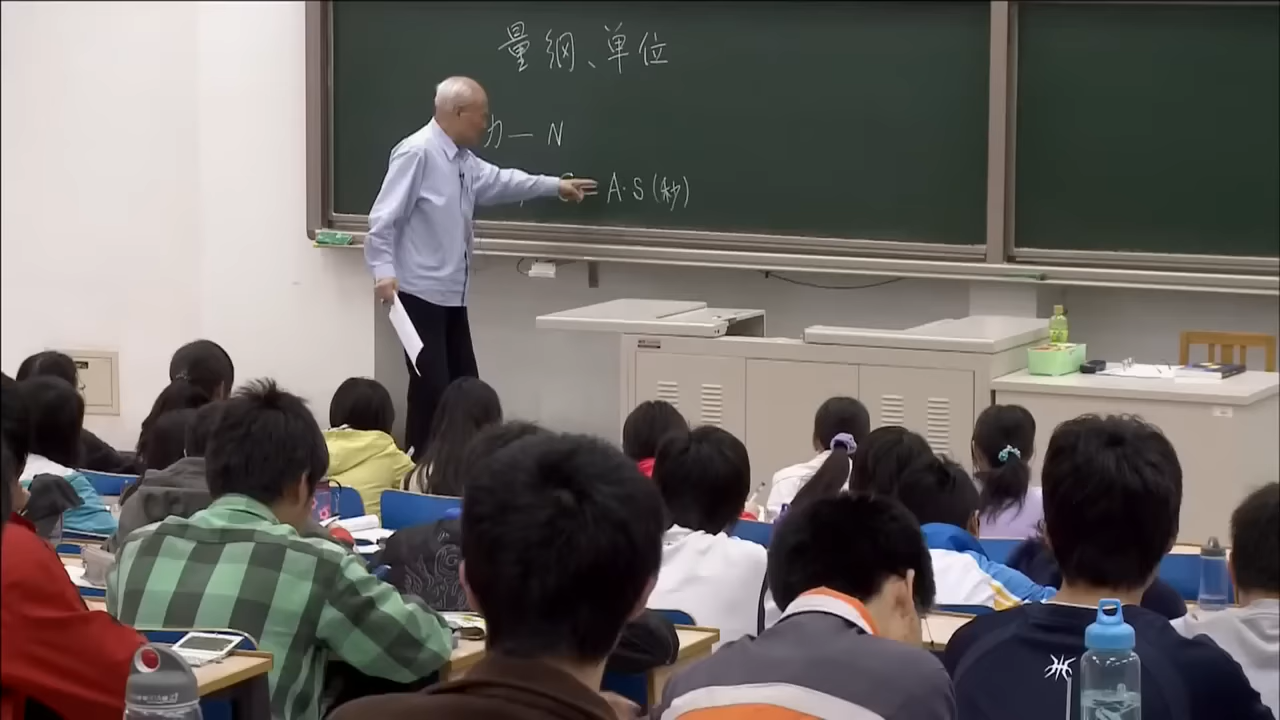 量纲、单位
力— N
= A·S(秒)